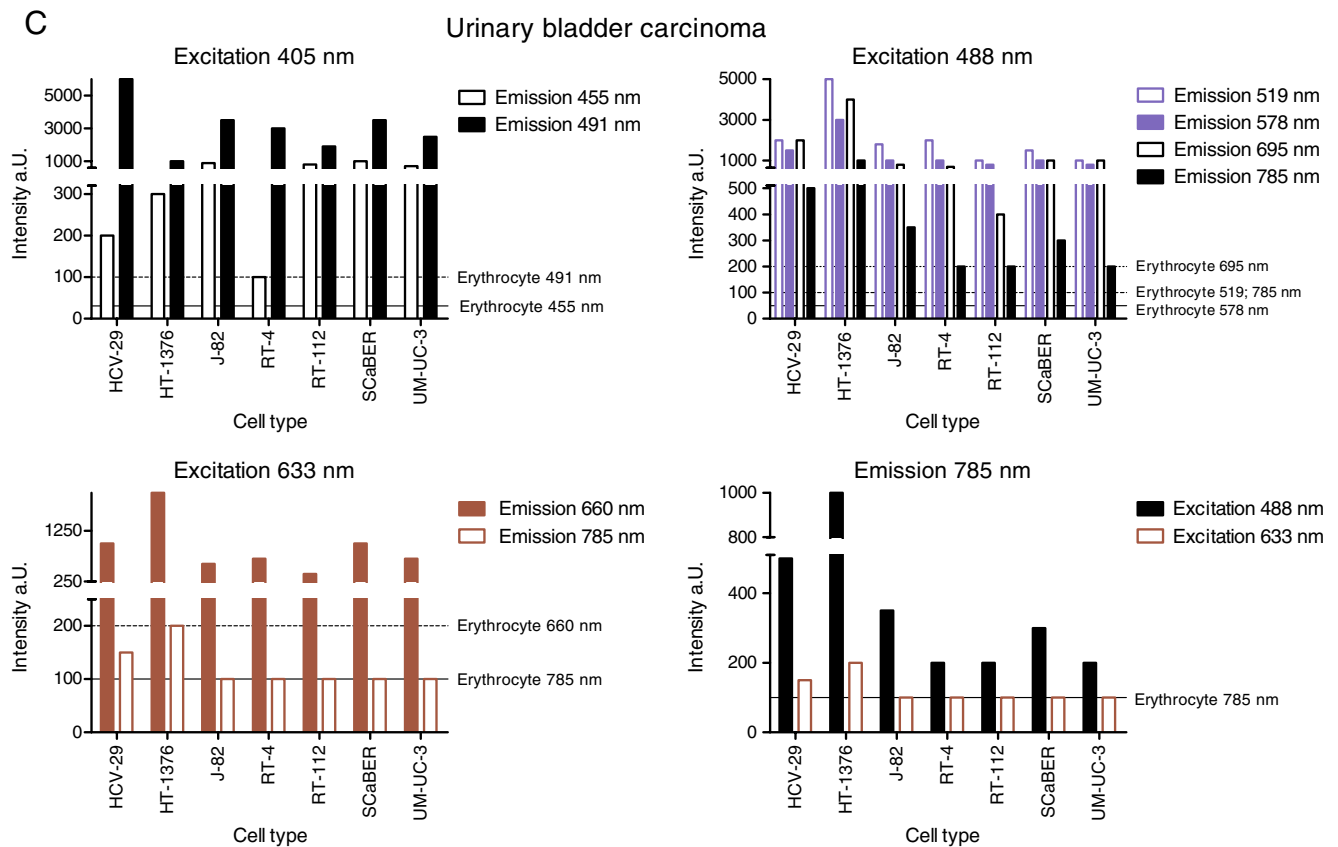 C
Urinary bladder carcinoma
Excitation 405 nm
Intensity a.U.
5000
3000
1000
300
200
100
0
Emission 455 nm
Emission 491 nm
Erythrocyte 491 nm
Erythrocyte 455 nm
HCV-29
HT-1376
J-82
RT-4
RT-112
SCaBER
UM-UC-3
Cell type
Excitation 488 nm
Intensity a.U.
5000
3000
1000
500
400
300
200
100
0
Emission 519 nm
Emission 578 nm
Emission 695 nm
Emission 785 nm
Erythrocyte 695 nm
Erythrocyte 519; 785 nm
Erythrocyte 578 nm
HCV-29
HT-1376
J-82
RT-4
RT-112
SCaBER
UM-UC-3
Cell type
Excitation 633 nm
Intensity a.U.
1250
250
200
100
0
Emission 660 nm
Emission 785 nm
Erythrocyte 660 nm
Erythrocyte 785 nm
HCV-29
HT-1376
J-82
RT-4
RT-112
SCaBER
UM-UC-3
Cell type
Emission 785 nm
Intensity a.U.
1000
800
400
200
0
Excitation 488 nm
Excitation 633 nm
Erythrocyte 785 nm
HCV-29
HT-1376
J-82
RT-4
RT-112
SCaBER
UM-UC-3
Cell type